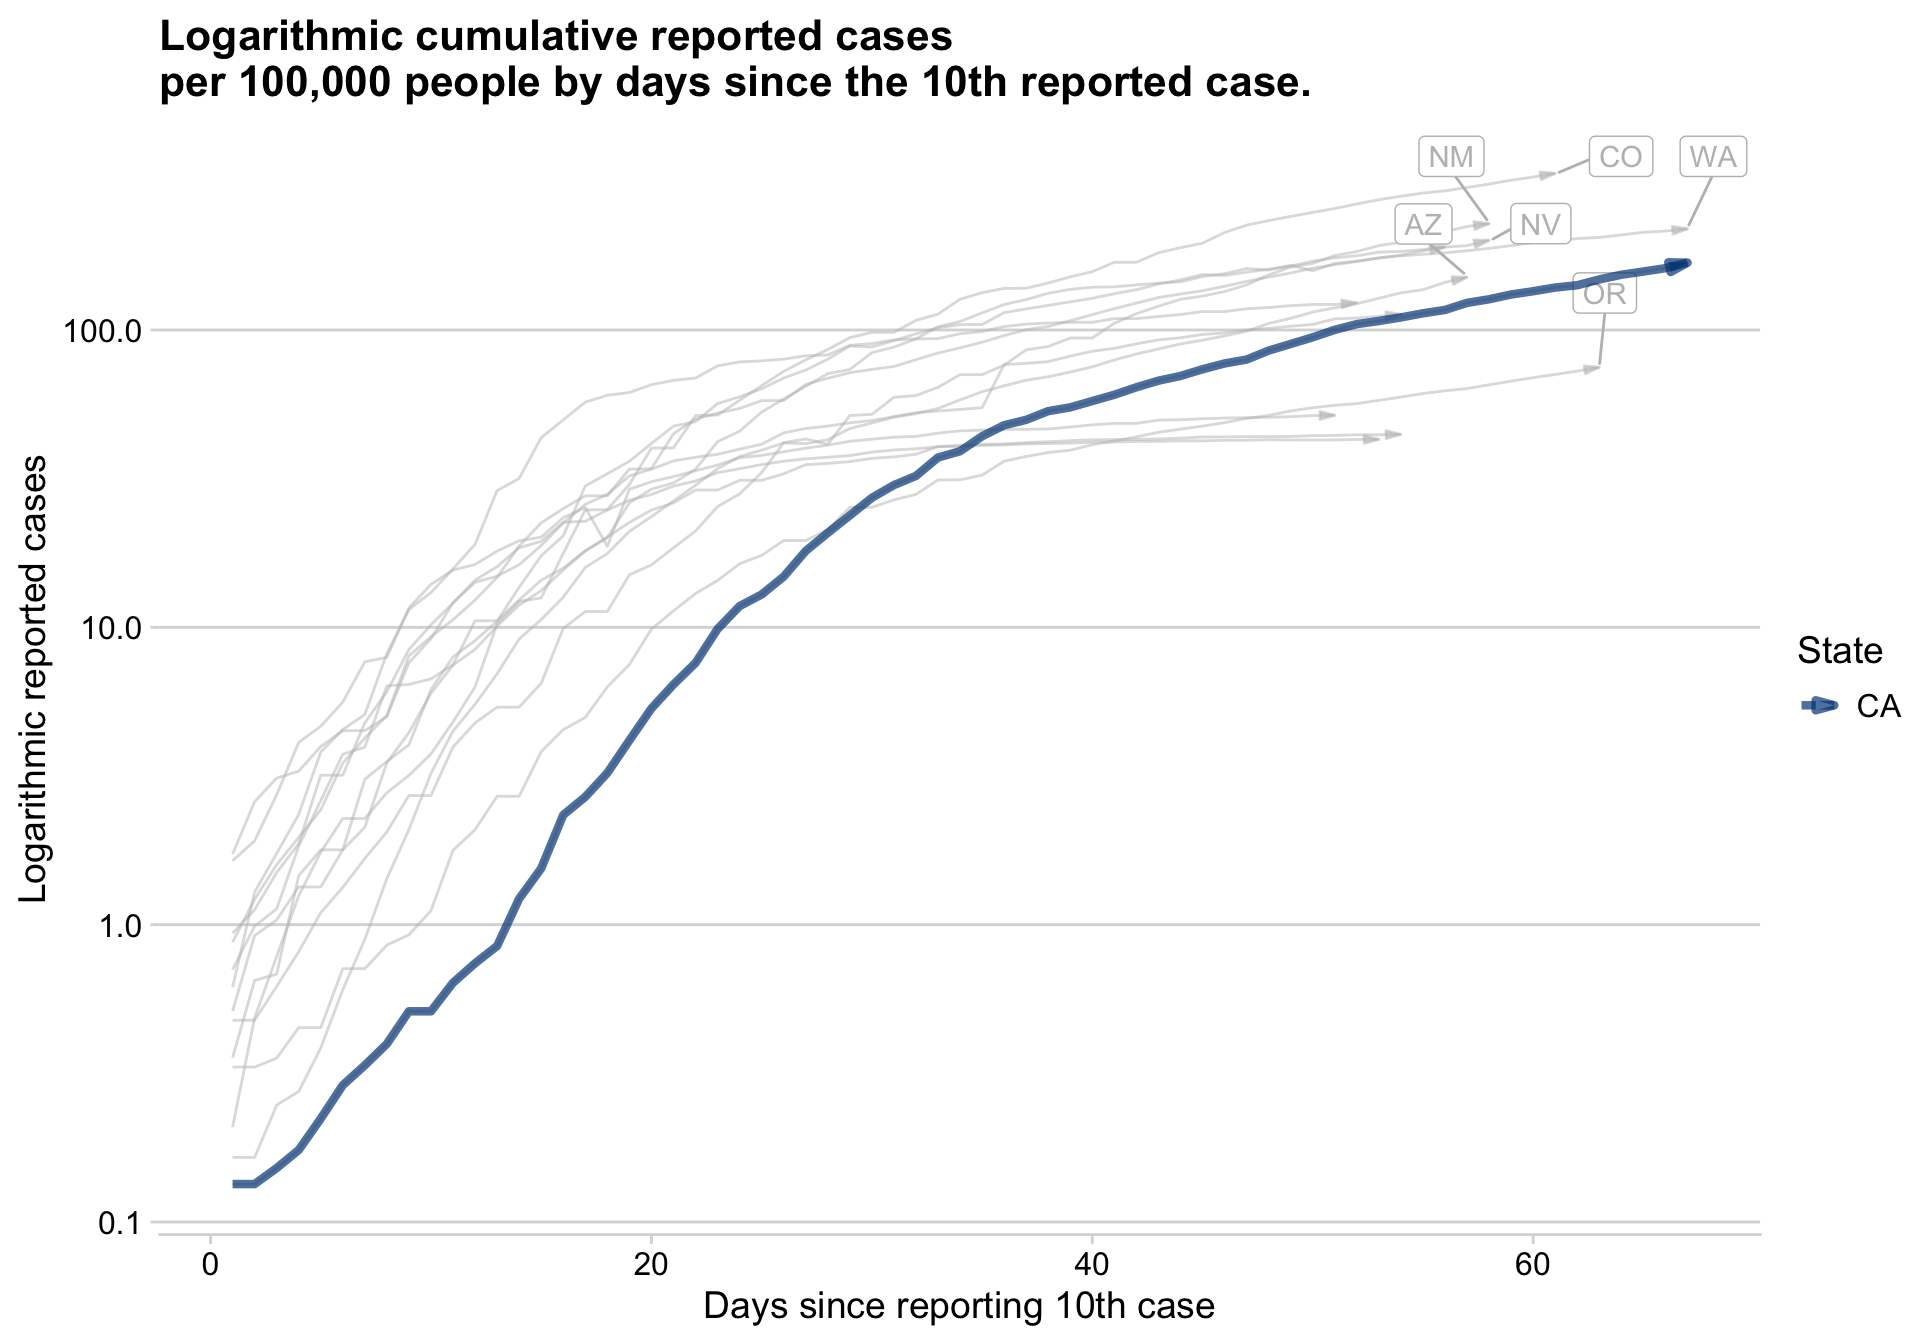 Logarithmic cumulative reported cases
per 100,000 people by days since the 10th reported case.
NM
CO
WA
AZ
NV
OR
100.0
10.0
1.0
0.1
Logarithmic reported cases
0
20
40
60
Days since reporting 10th case
State
CA